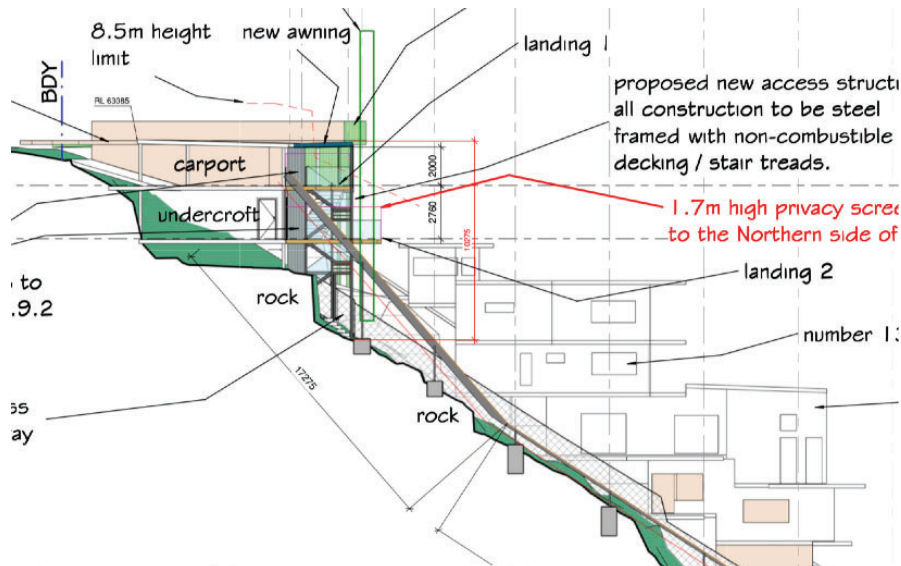 8.5m height
limit
new awning
landing 1
BDY
RL 63085
proposed new access structu
all construction to be steel
framed with non-combustible
decking / stair treads.
carport
2000
undercroft
2760
10275
1.7m high privacy scree
to the Northern side of
landing 2
to
.9.2
rock
number 13
17275
ss
ay
rock